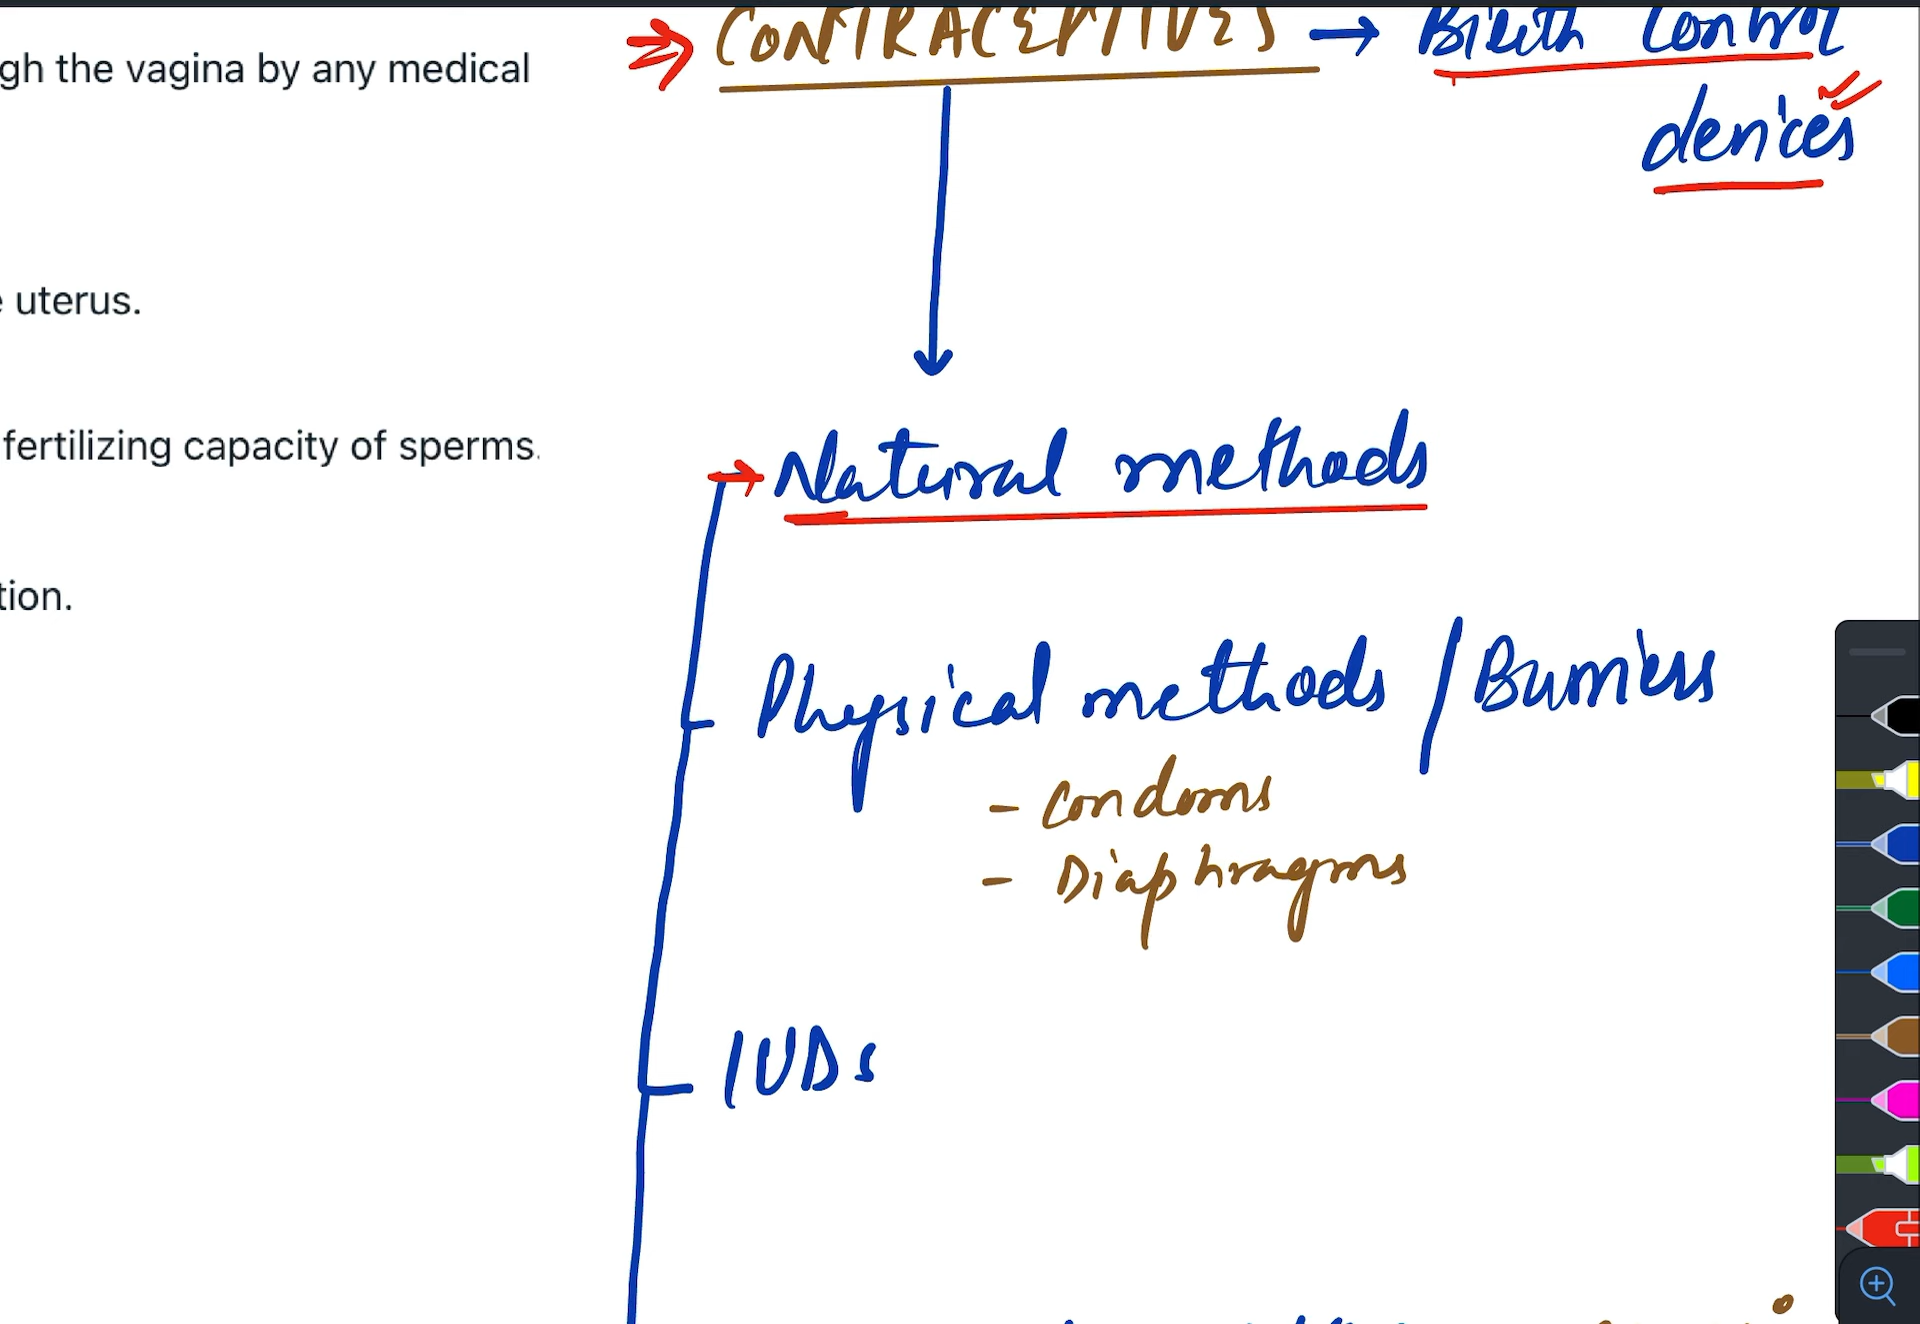 gh the vagina by any medical
uterus.
fertilizing capacity of sperms.
tion.
CONTRACEPTIVES → Birth Control
devices
Natural methods
Physical methods / Barriers
- Condoms
- Diaphragms
IUDs